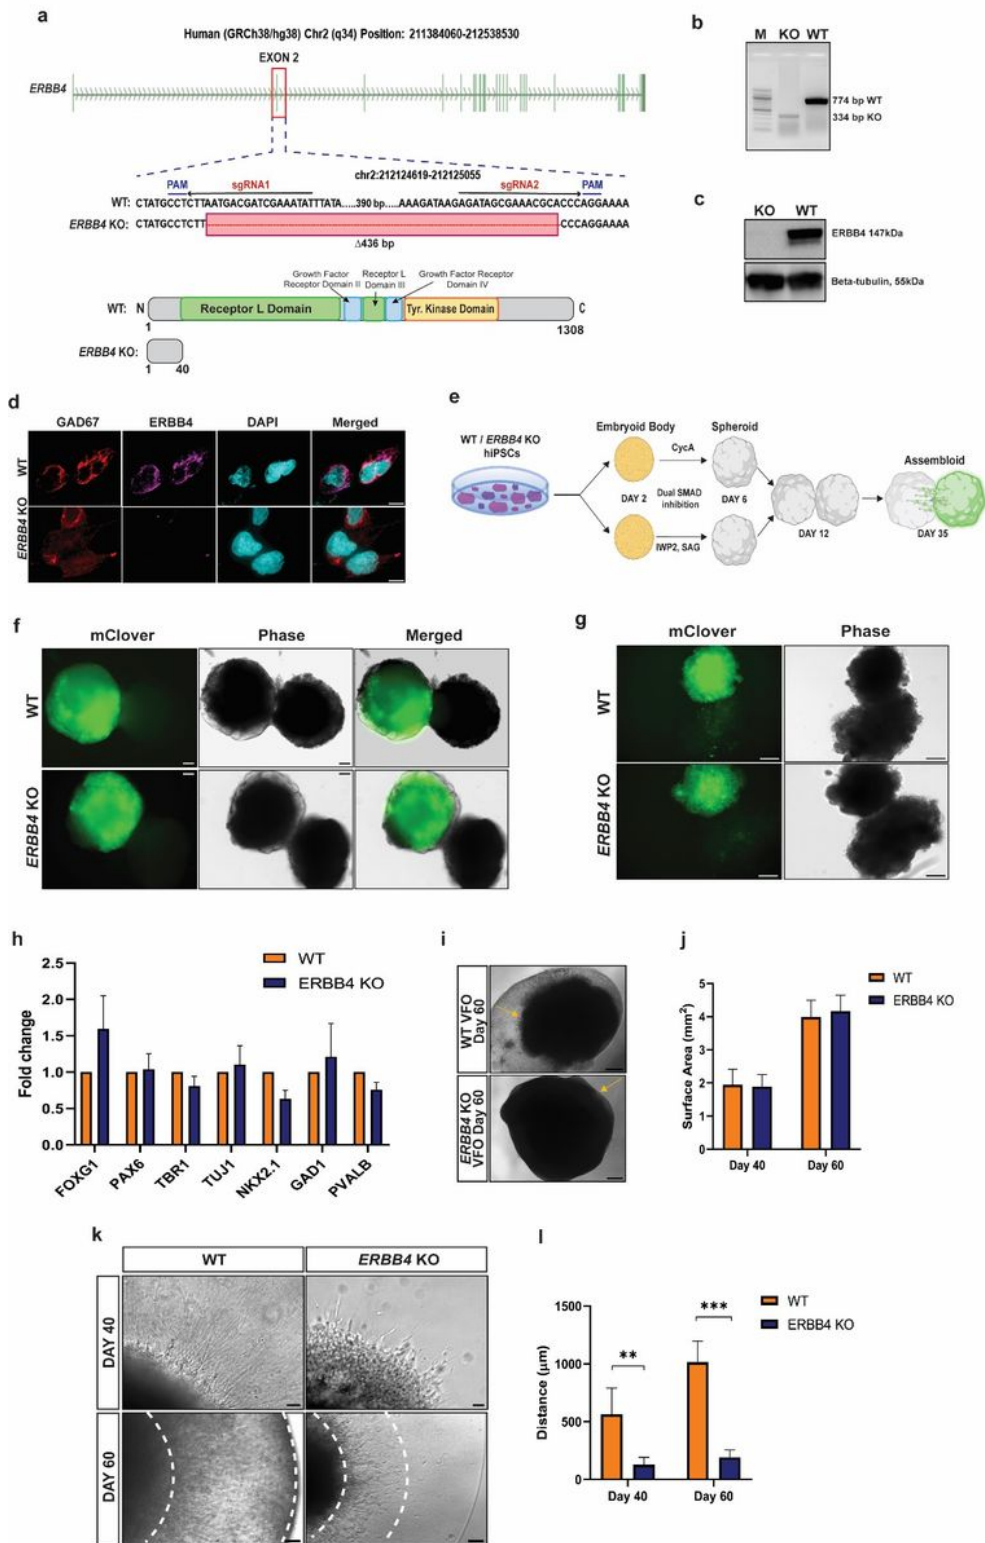 a
Human (GRCh38/hg38) Chr2 (q34) Position: 211384060-212538530
EXON 2
ERBB4
chr2:212124619-212125055
PAM
sgRNA1
sgRNA2
PAM
WT: CTATGCCTCTTAATGACGATCGAAATATTTATA.....390 bp.....AAAGATAAGAGATAGCGAAACGCACCCAGGAAAA
ERBB4 KO: CTATGCCTCTT
CCCAGGAAAA
Δ436 bp
Growth Factor Receptor Domain II
Receptor L Domain III
Growth Factor Receptor Domain IV
WT: N
Receptor L Domain
Tyr. Kinase Domain
C
1
1308
ERBB4 KO:
1 40
b
M KO WT
774 bp WT
334 bp KO
c
KO WT
ERBB4 147kDa
Beta-tubulin, 55kDa
d
GAD67 ERBB4 DAPI Merged
WT
ERBB4 KO
e
WT / ERBB4 KO
hiPSCs
Embryoid Body
Spheroid
CycA
DAY 2
Dual SMAD
inhibition
DAY 6
IWP2, SAG
DAY 12
Assembloid
DAY 35
f
mClover Phase Merged
WT
ERBB4 KO
g
mClover Phase
WT
ERBB4 KO
h
WT
ERBB4 KO
Fold change
2.5
2.0
1.5
1.0
0.5
0.0
FOXG1
PAX6
TBR1
TUJ1
NKX2.1
GAD1
PVALB
i
WT VFO
Day 60
ERBB4 KO
VFO Day 60
j
WT
ERBB4 KO
Surface Area (mm²)
5
4
3
2
1
0
Day 40 Day 60
k
WT ERBB4 KO
DAY 40
DAY 60
l
WT
ERBB4 KO
Distance (µm)
1500
1000
500
0
**
***
Day 40 Day 60